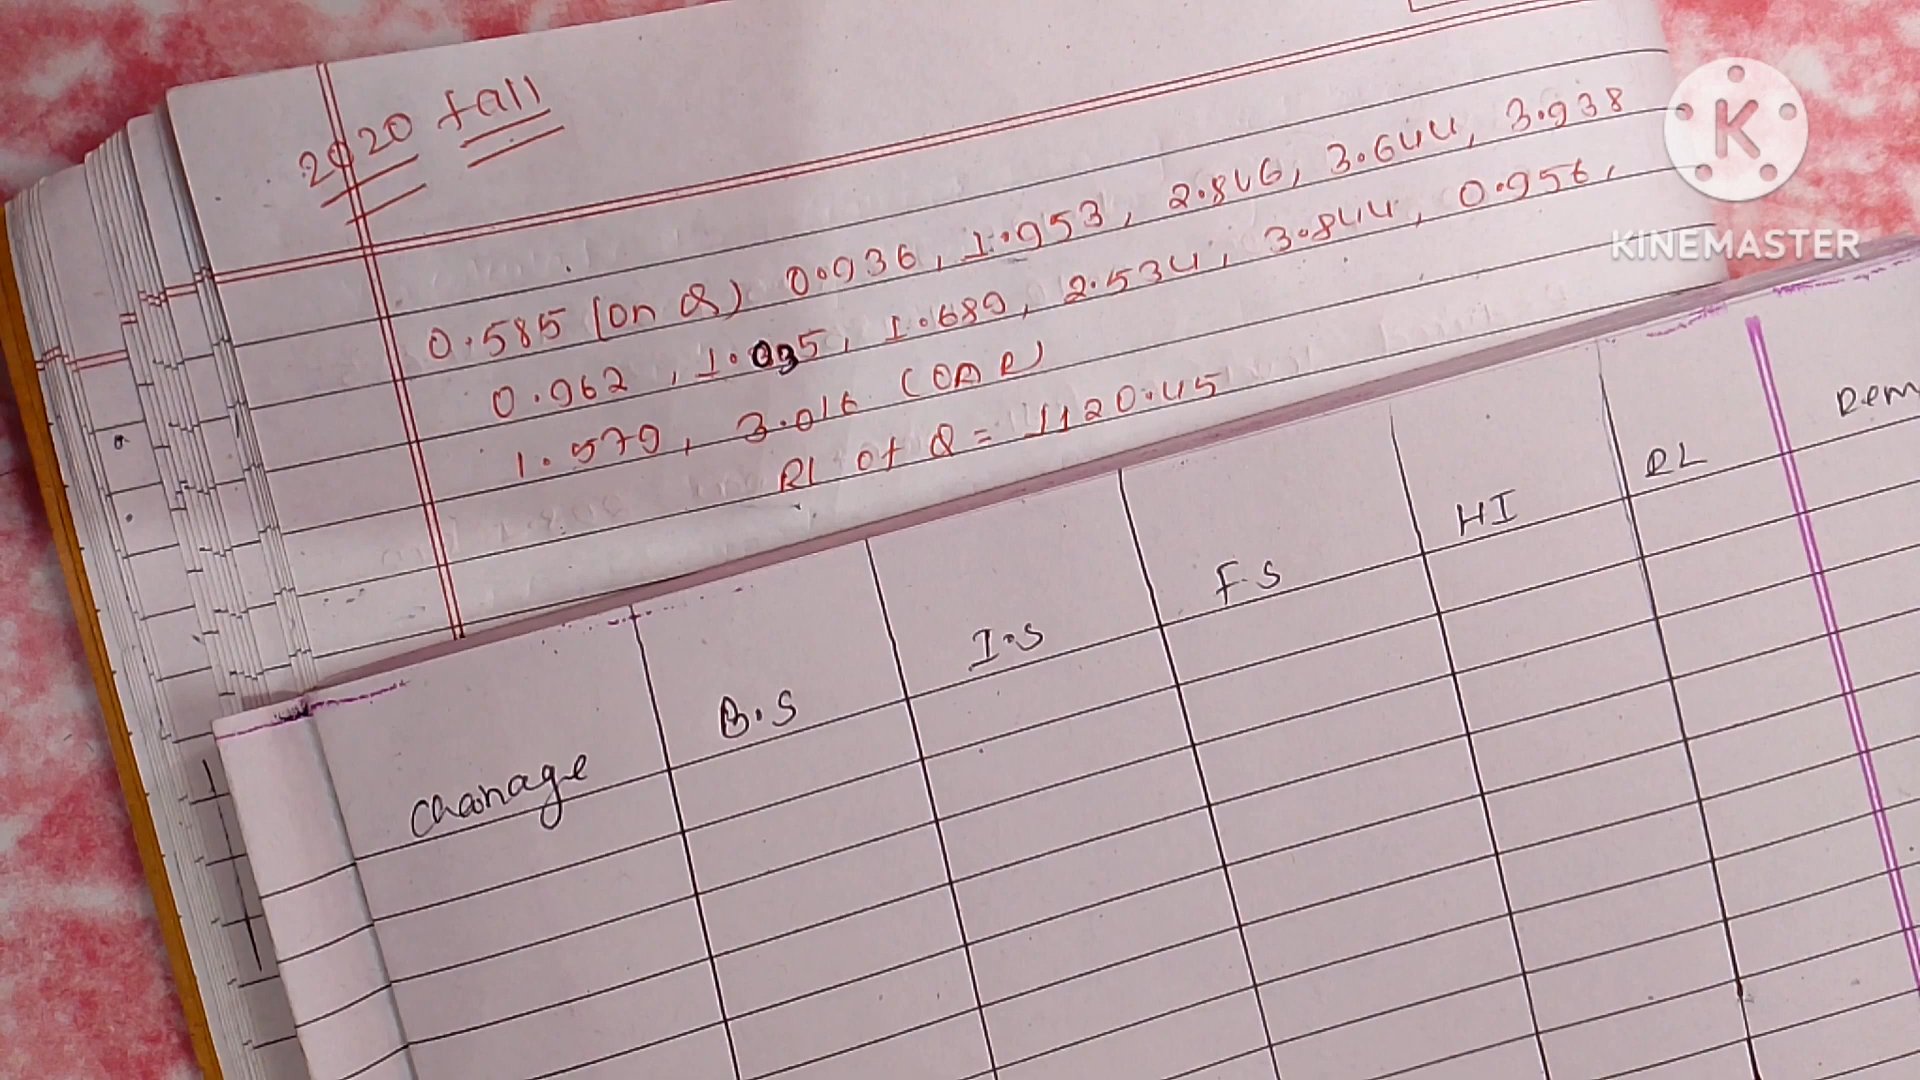 2020 fall
0.585 (on Q) 0.936, 1.953, 2.846, 3.644, 3.938
0.962, 1.035, 1.689, 2.534, 3.844, 0.956,
1.579, 3.016 (on R)
Rl of Q = 1120.45
Chainage B.S I.S F.S HI RL Rem
K
KINEMASTER